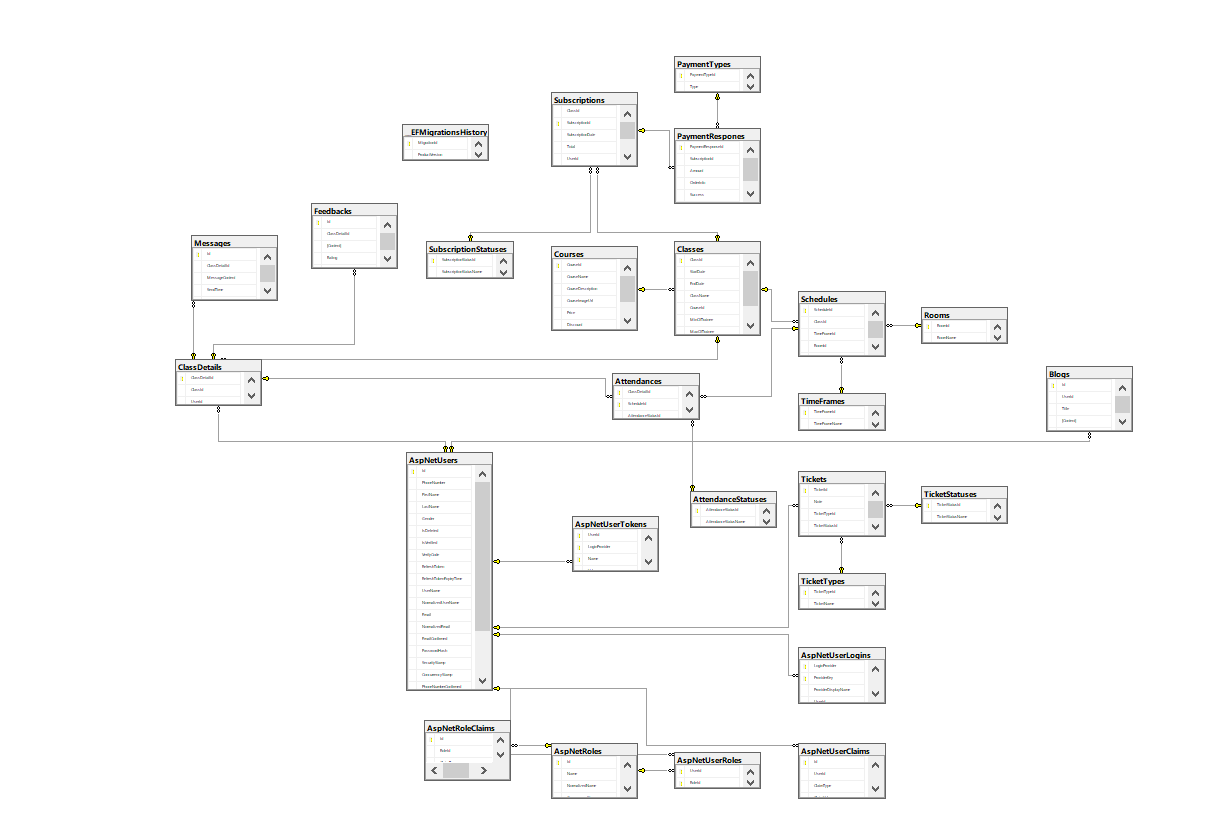 PaymentTypes
PaymentTypeId
Type
Subscriptions
ClassId
SubscriptionId
SubscriptionDate
Total
UserId
__EFMigrationsHistory
MigrationId
ProductVersion
PaymentRespones
PaymentResponseId
SubscriptionId
Amount
OrderInfo
Success
Feedbacks
Id
ClassDetailId
[Content]
Rating
Messages
Id
ClassDetailId
MessageContent
SendTime
SubscriptionStatuses
SubscriptionStatusId
SubscriptionStatusName
Courses
CourseId
CourseName
CourseDescription
CourseImageUrl
Price
Discount
Classes
ClassId
StartDate
EndDate
ClassName
CourseId
Schedules
ScheduleId
ClassId
TimeFrameId
RoomId
Rooms
RoomId
RoomName
ClassDetails
ClassDetailId
ClassId
UserId
Attendances
ClassDetailId
ScheduleId
AttendanceStatusId
TimeFrames
TimeFrameId
TimeFrameName
Blogs
Id
UserId
Title
[Content]
AspNetUsers
Id
PhoneNumber
FirstName
LastName
Gender
IsDeleted
IsVerified
VerifyCode
RefreshToken
RefreshTokenExpiryTime
UserName
NormalizedUserName
Email
NormalizedEmail
EmailConfirmed
PasswordHash
SecurityStamp
ConcurrencyStamp
PhoneNumberConfirmed
AttendanceStatuses
AttendanceStatusId
AttendanceStatusName
AspNetUserTokens
UserId
LoginProvider
Name
Tickets
TicketId
Note
TicketTypeId
TicketStatusId
TicketStatuses
TicketStatusId
TicketStatusName
TicketTypes
TicketTypeId
TicketName
AspNetUserLogins
LoginProvider
ProviderKey
ProviderDisplayName
UserId
AspNetRoleClaims
Id
RoleId
AspNetRoles
Id
Name
NormalizedName
AspNetUserRoles
UserId
RoleId
AspNetUserClaims
Id
UserId
ClaimType